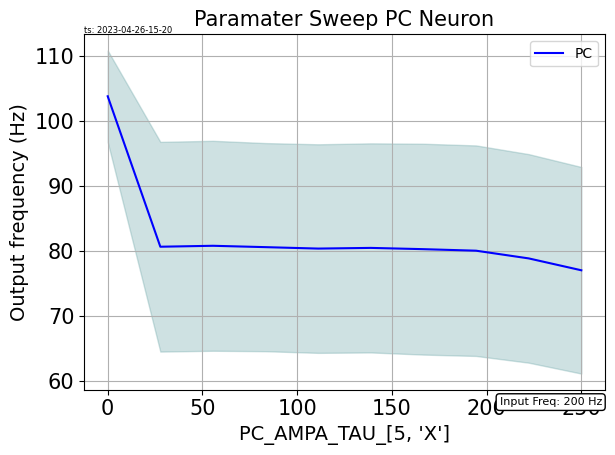 Paramater Sweep PC Neuron
ts: 2023-04-26-15-20
PC
110
100
90
80
70
60
Output frequency (Hz)
0 50 100 150 200 250
Input Freq: 200 Hz
PC_AMPA_TAU_[5, 'X']